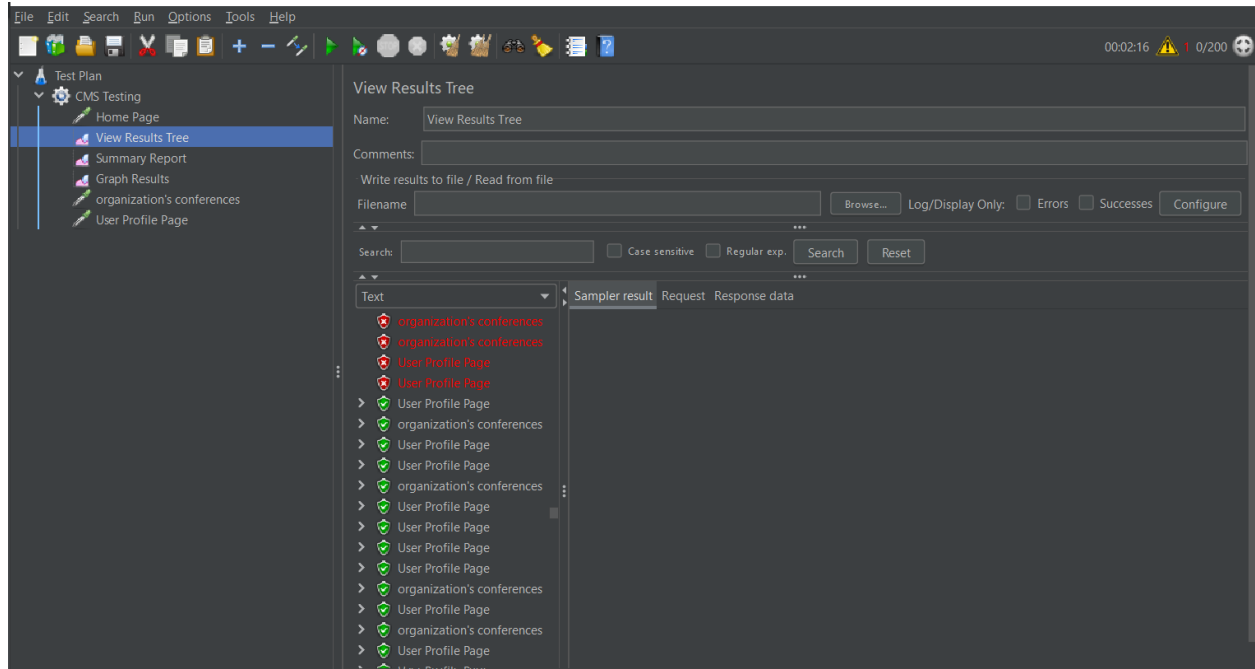 File Edit Search Run Options Tools Help
00:02:16 1 0/200
Test Plan
CMS Testing
Home Page
View Results Tree
Summary Report
Graph Results
organization's conferences
User Profile Page
View Results Tree
Name: View Results Tree
Comments:
Write results to file / Read from file
Filename Browse... Log/Display Only: Errors Successes Configure
Search: Case sensitive Regular exp. Search Reset
Text Sampler result Request Response data
organization's conferences
organization's conferences
User Profile Page
User Profile Page
User Profile Page
organization's conferences
User Profile Page
User Profile Page
organization's conferences
User Profile Page
User Profile Page
User Profile Page
User Profile Page
organization's conferences
User Profile Page
organization's conferences
User Profile Page